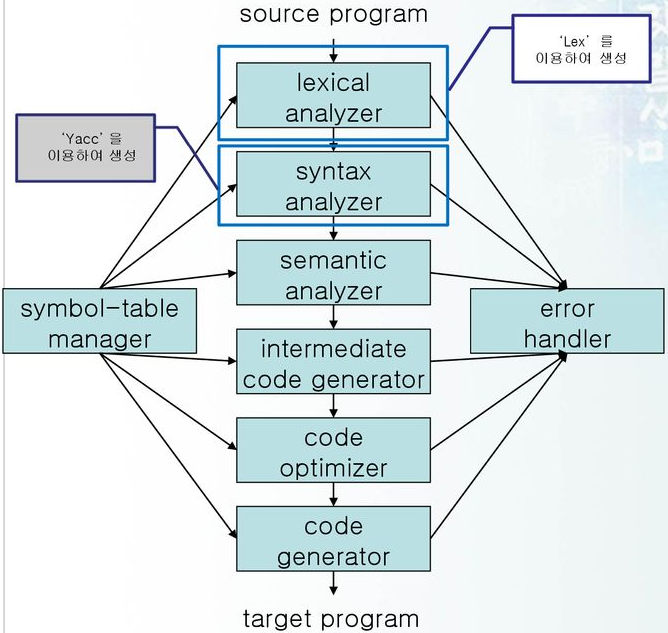 source program
'Lex' 를
이용하여 생성
lexical
analyzer
'Yacc' 을
이용하여 생성
syntax
analyzer
semantic
analyzer
symbol-table
manager
error
handler
intermediate
code generator
code
optimizer
code
generator
target program